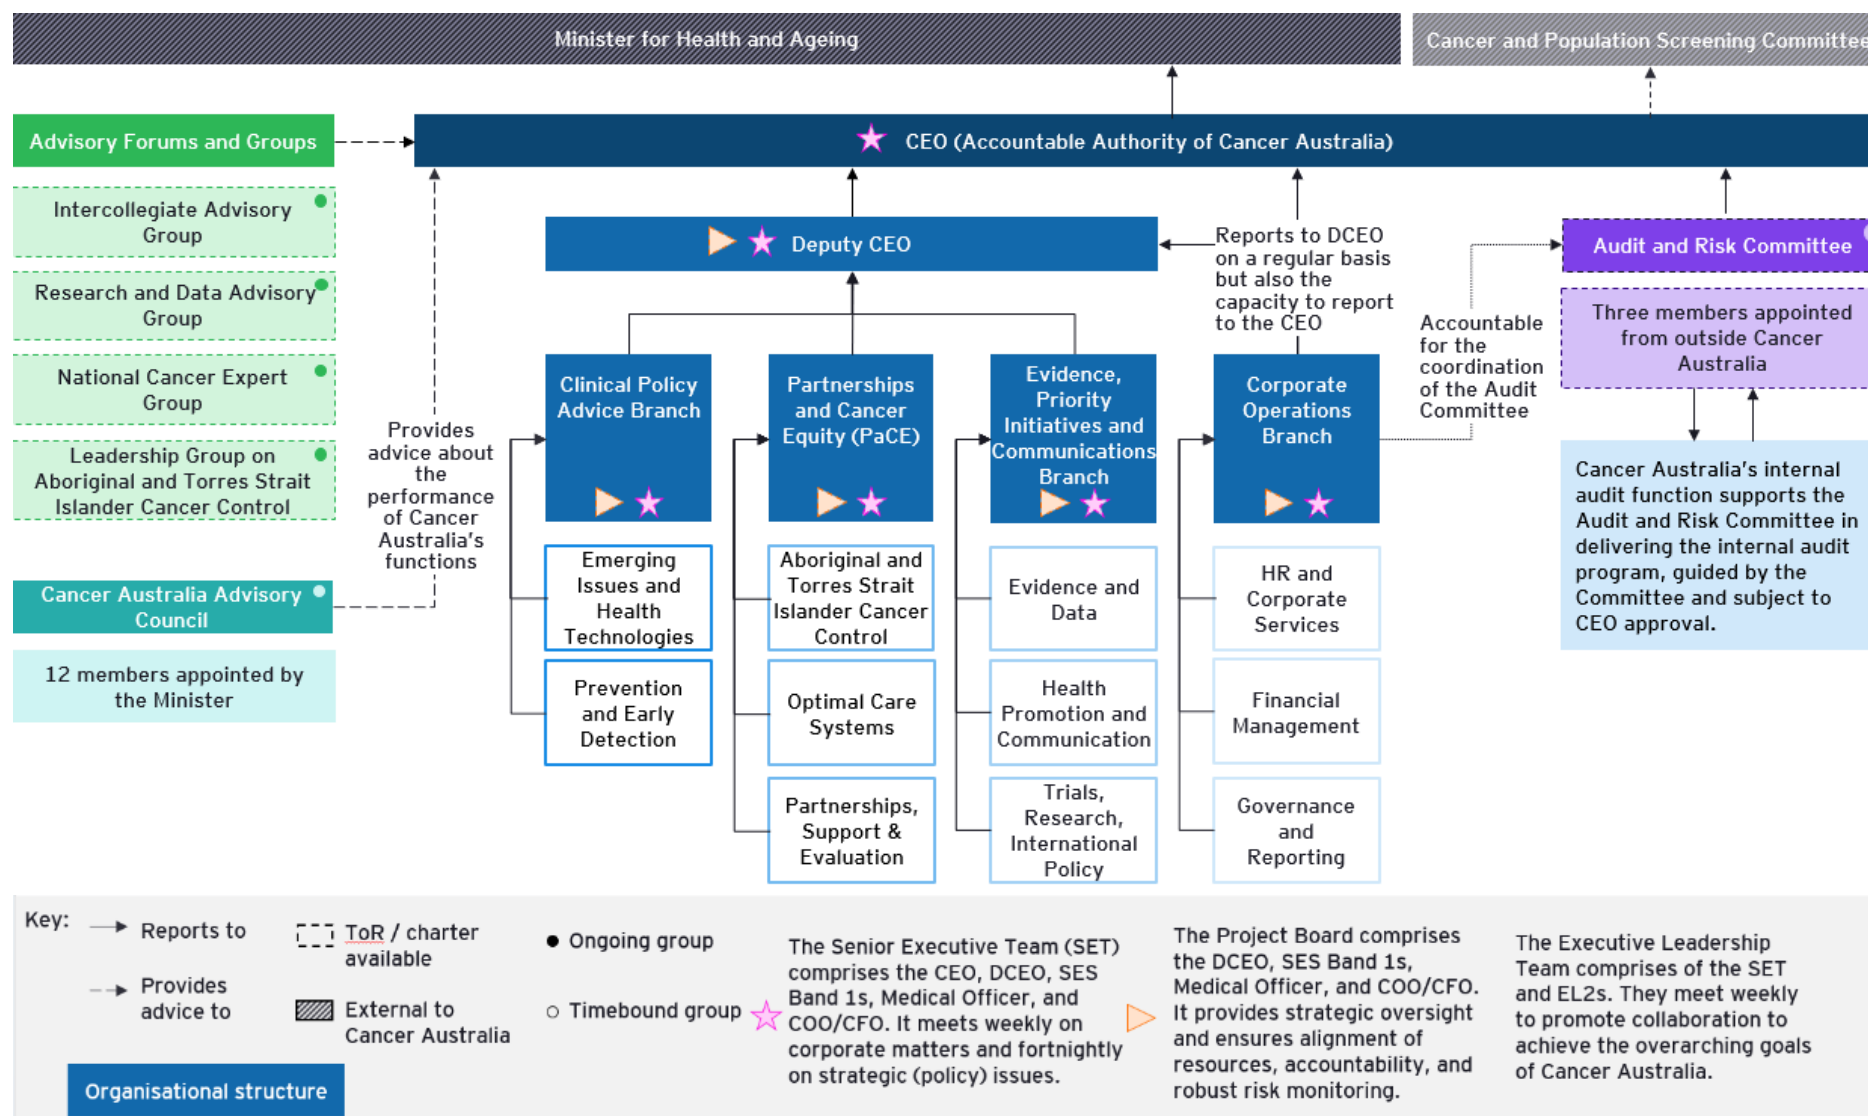 Minister for Health and Ageing
Cancer and Population Screening Committee
Advisory Forums and Groups
CEO (Accountable Authority of Cancer Australia)
Intercollegiate Advisory
Group
Research and Data Advisory
Group
National Cancer Expert
Group
Leadership Group on
Aboriginal and Torres Strait
Islander Cancer Control
Cancer Australia Advisory
Council
12 members appointed by
the Minister
Provides
advice about
the
performance
of Cancer
Australia's
functions
Deputy CEO
Reports to DCEO
on a regular basis
but also the
capacity to report
to the CEO
Accountable
for the
coordination
of the Audit
Committee
Audit and Risk Committee
Three members appointed
from outside Cancer
Australia
Cancer Australia's internal
audit function supports the
Audit and Risk Committee in
delivering the internal audit
program, guided by the
Committee and subject to
CEO approval.
Clinical Policy
Advice Branch
Emerging
Issues and
Health
Technologies
Prevention
and Early
Detection
Partnerships
and Cancer
Equity (PaCE)
Aboriginal and
Torres Strait
Islander Cancer
Control
Optimal Care
Systems
Partnerships,
Support &
Evaluation
Evidence,
Priority
Initiatives and
Communications
Branch
Evidence and
Data
Health
Promotion and
Communication
Trials,
Research,
International
Policy
Corporate
Operations
Branch
HR and
Corporate
Services
Financial
Management
Governance
and
Reporting
Key:
Reports to
Provides
advice to
ToR / charter
available
External to
Cancer Australia
Ongoing group
Timebound group
The Senior Executive Team (SET)
comprises the CEO, DCEO, SES
Band 1s, Medical Officer, and
COO/CFO. It meets weekly on
corporate matters and fortnightly
on strategic (policy) issues.
The Project Board comprises
the DCEO, SES Band 1s,
Medical Officer, and COO/CFO.
It provides strategic oversight
and ensures alignment of
resources, accountability, and
robust risk monitoring.
The Executive Leadership
Team comprises of the SET
and EL2s. They meet weekly
to promote collaboration to
achieve the overarching goals
of Cancer Australia.
Organisational structure